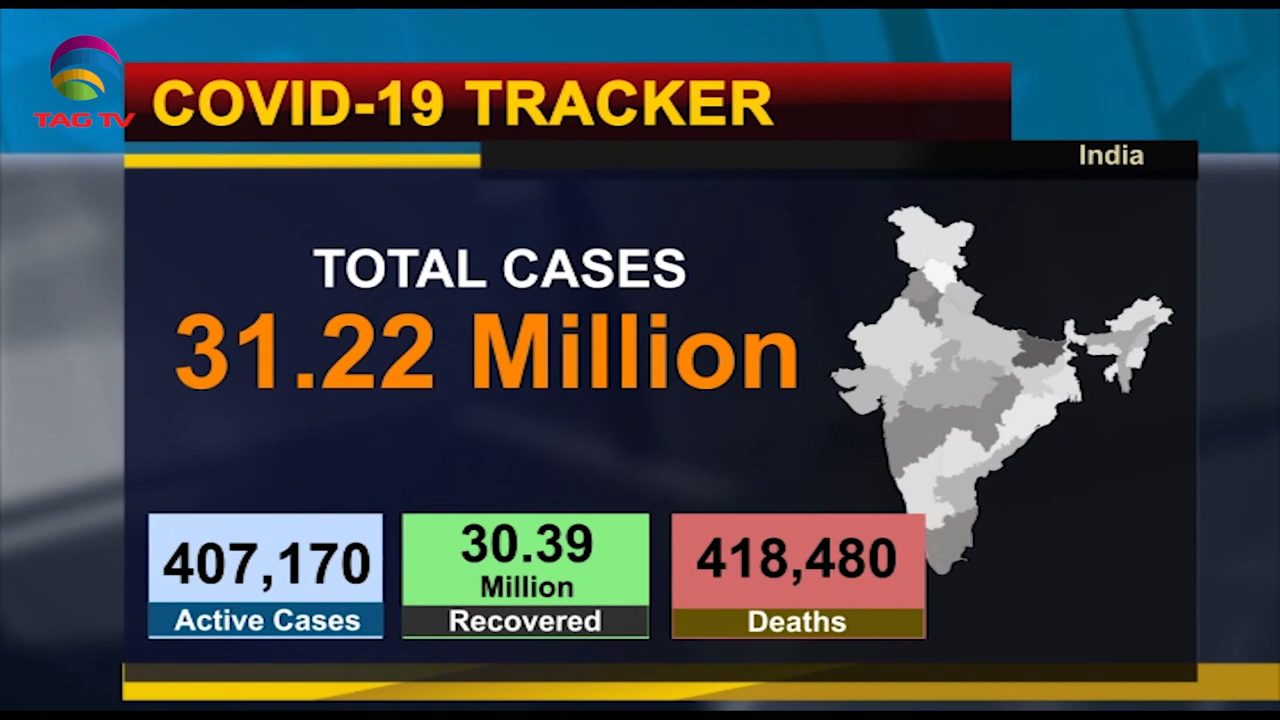 TAG TV
COVID-19 TRACKER
India
TOTAL CASES
31.22 Million
407,170
Active Cases
30.39
Million
Recovered
418,480
Deaths